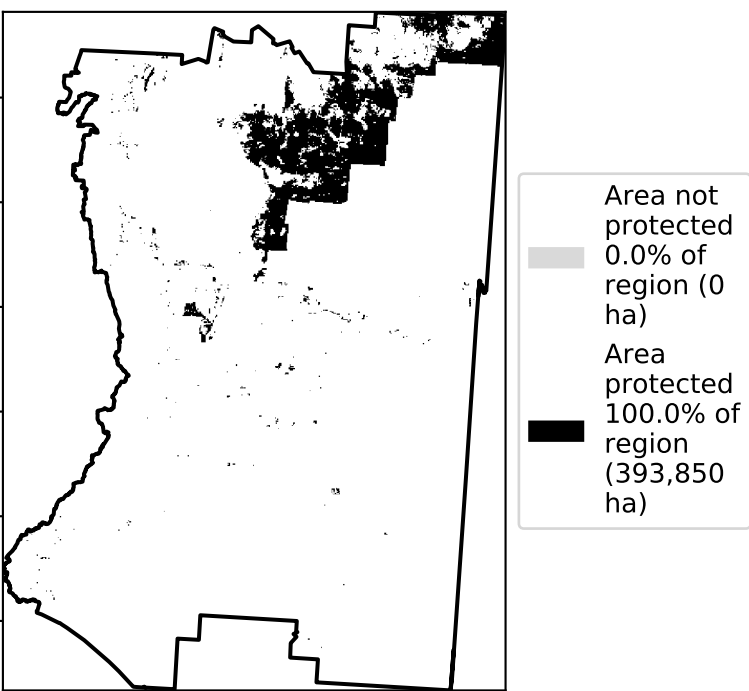 Area not
protected
0.0% of
region (0
ha)
Area
protected
100.0% of
region
(393,850
ha)